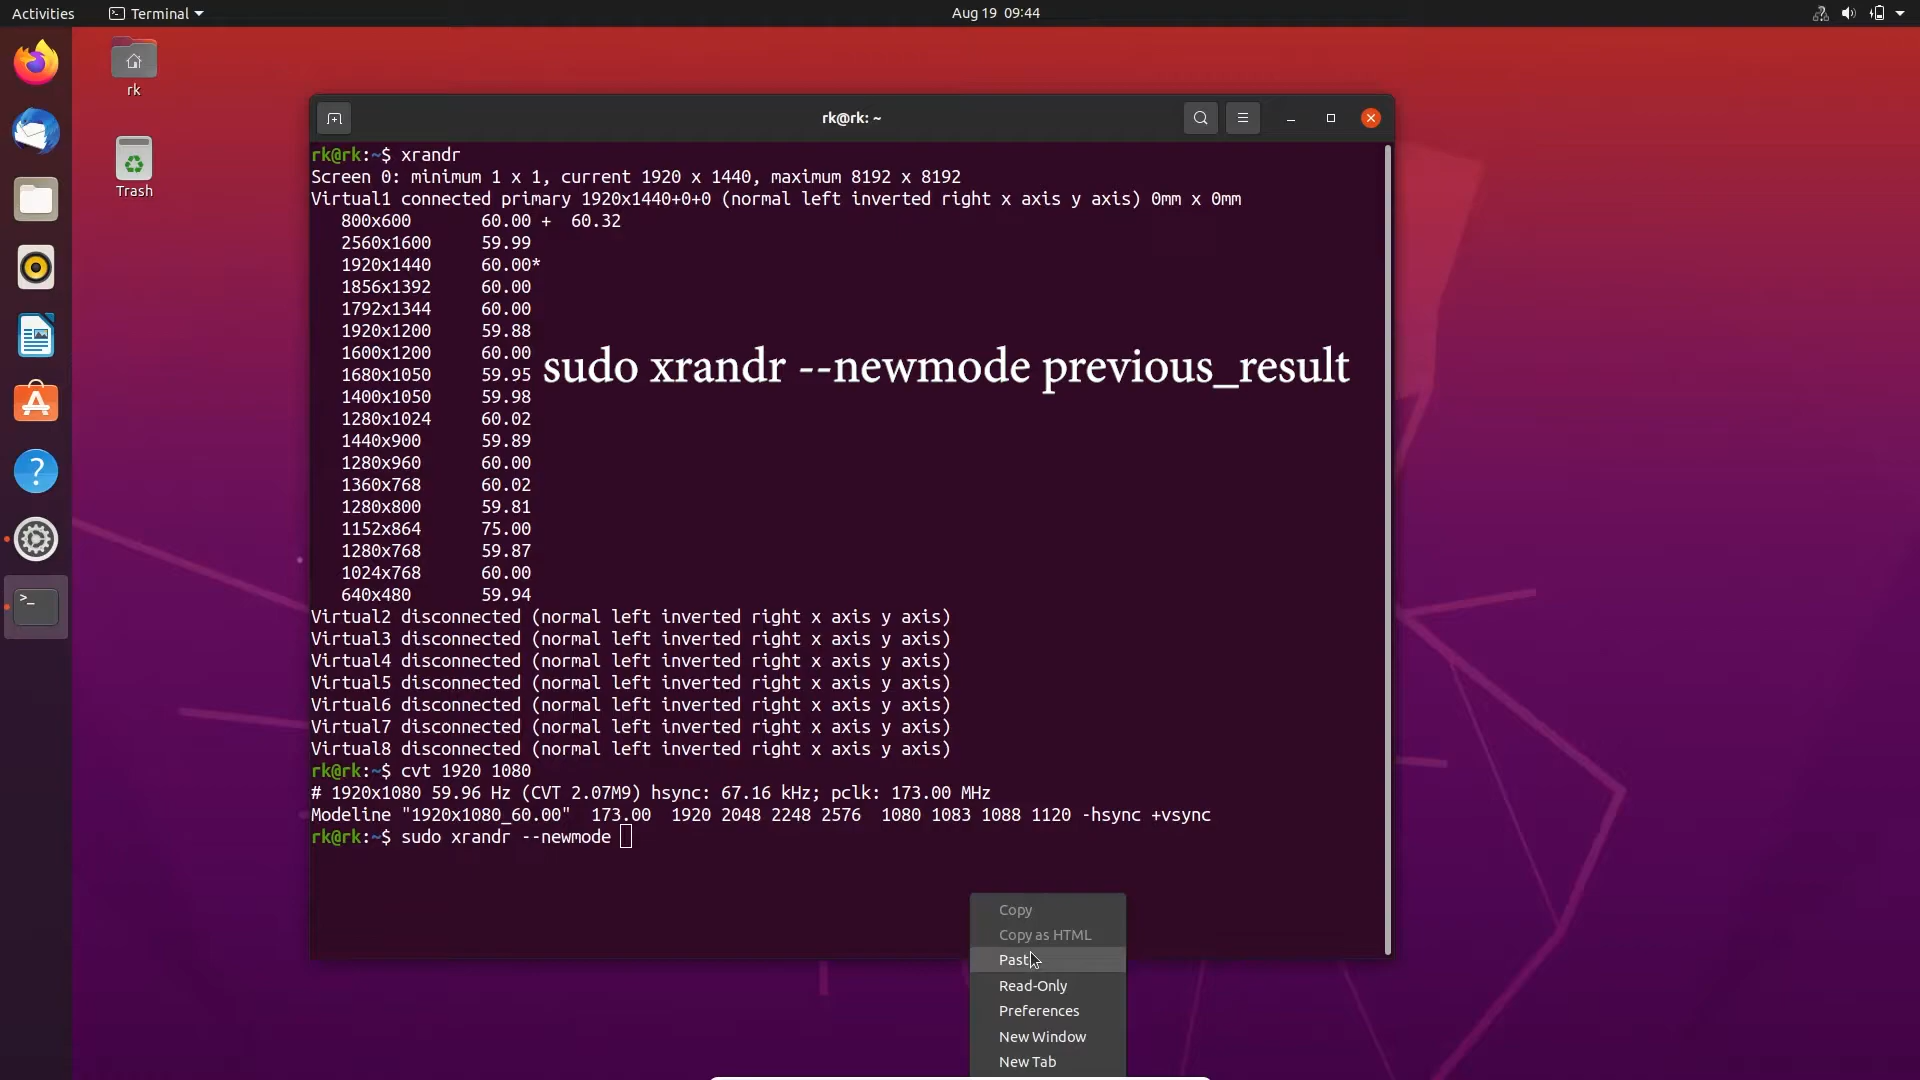 Activities
Terminal
Aug 19 09:44
rk
Trash
rk@rk: ~
rk@rk:~$ xrandr
Screen 0: minimum 1 x 1, current 1920 x 1440, maximum 8192 x 8192
Virtual1 connected primary 1920x1440+0+0 (normal left inverted right x axis y axis) 0mm x 0mm
800x600 60.00 + 60.32
2560x1600 59.99
1920x1440 60.00*
1856x1392 60.00
1792x1344 60.00
1920x1200 59.88
1600x1200 60.00
sudo xrandr --newmode previous_result
1680x1050 59.95
1400x1050 59.98
1280x1024 60.02
1440x900 59.89
1280x960 60.00
1360x768 60.02
1280x800 59.81
1152x864 75.00
1280x768 59.87
1024x768 60.00
640x480 59.94
Virtual2 disconnected (normal left inverted right x axis y axis)
Virtual3 disconnected (normal left inverted right x axis y axis)
Virtual4 disconnected (normal left inverted right x axis y axis)
Virtual5 disconnected (normal left inverted right x axis y axis)
Virtual6 disconnected (normal left inverted right x axis y axis)
Virtual7 disconnected (normal left inverted right x axis y axis)
Virtual8 disconnected (normal left inverted right x axis y axis)
rk@rk:~$ cvt 1920 1080
# 1920x1080 59.96 Hz (CVT 2.07M9) hsync: 67.16 kHz; pclk: 173.00 MHz
Modeline "1920x1080_60.00" 173.00 1920 2048 2248 2576 1080 1083 1088 1120 -hsync +vsync
rk@rk:~$ sudo xrandr --newmode
Copy
Copy as HTML
Past
Read-Only
Preferences
New Window
New Tab